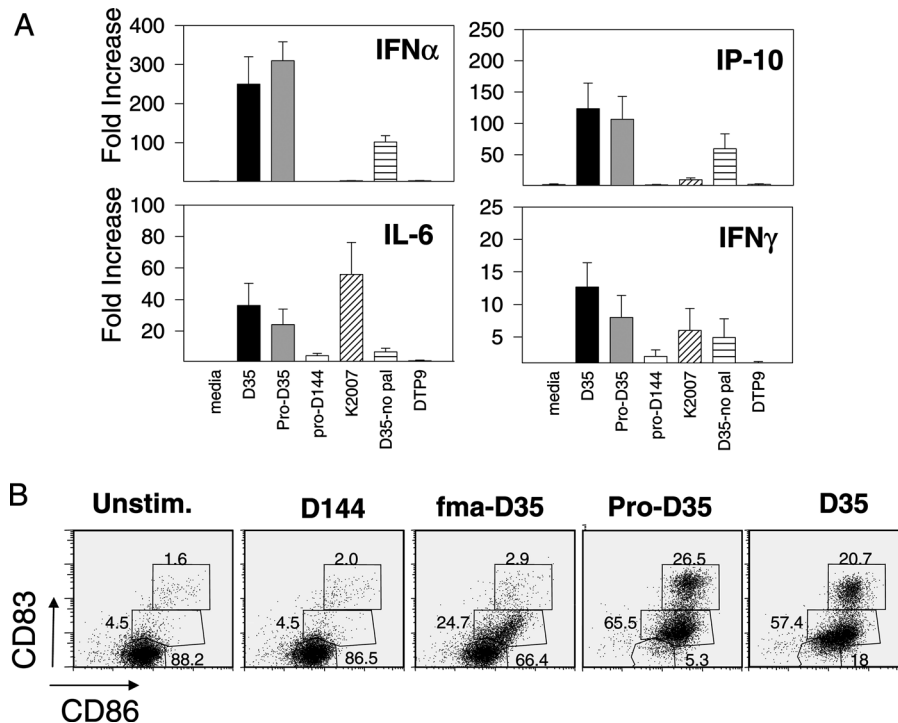 A
Fold Increase
400
300
200
100
IFNα
250
200
150
100
50
IP-10
Fold Increase
100
80
60
40
20
IL-6
25
20
15
10
5
IFNγ
media
D35
Pro-D35
pro-D144
K2007
D35-no pal
DTP9
media
D35
Pro-D35
pro-D144
K2007
D35-no pal
DTP9
B
Unstim.
D144
fma-D35
Pro-D35
D35
CD83
1.6
4.5
88.2
2.0
4.5
86.5
2.9
24.7
66.4
26.5
65.5
5.3
20.7
57.4
18
CD86